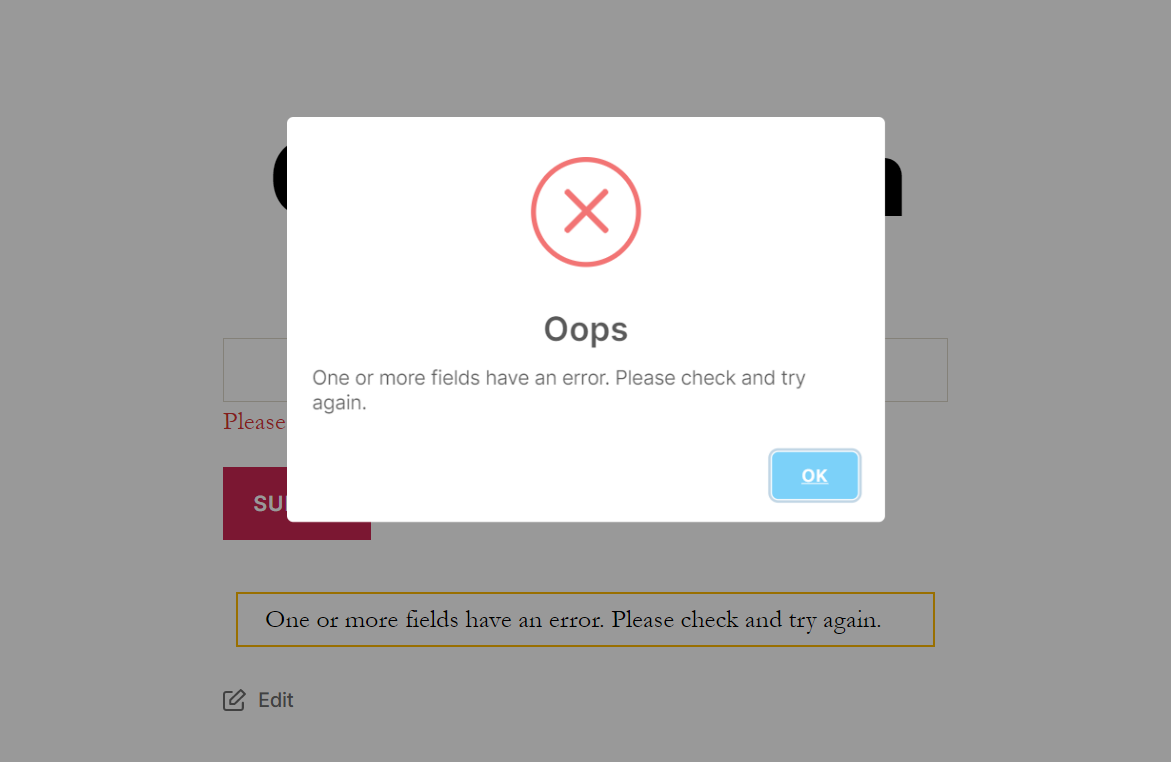 Oops
One or more fields have an error. Please check and try
again.
OK
Please
One or more fields have an error. Please check and try again.
Edit